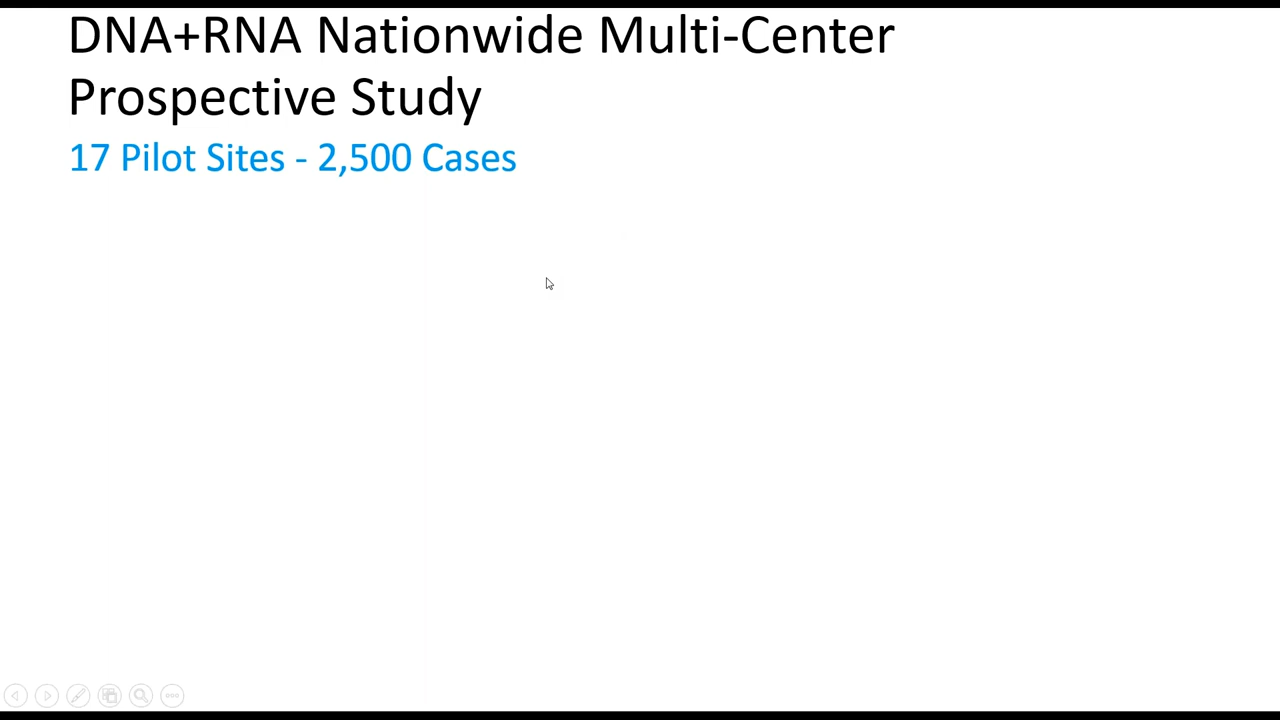 DNA+RNA Nationwide Multi-Center
Prospective Study
17 Pilot Sites - 2,500 Cases